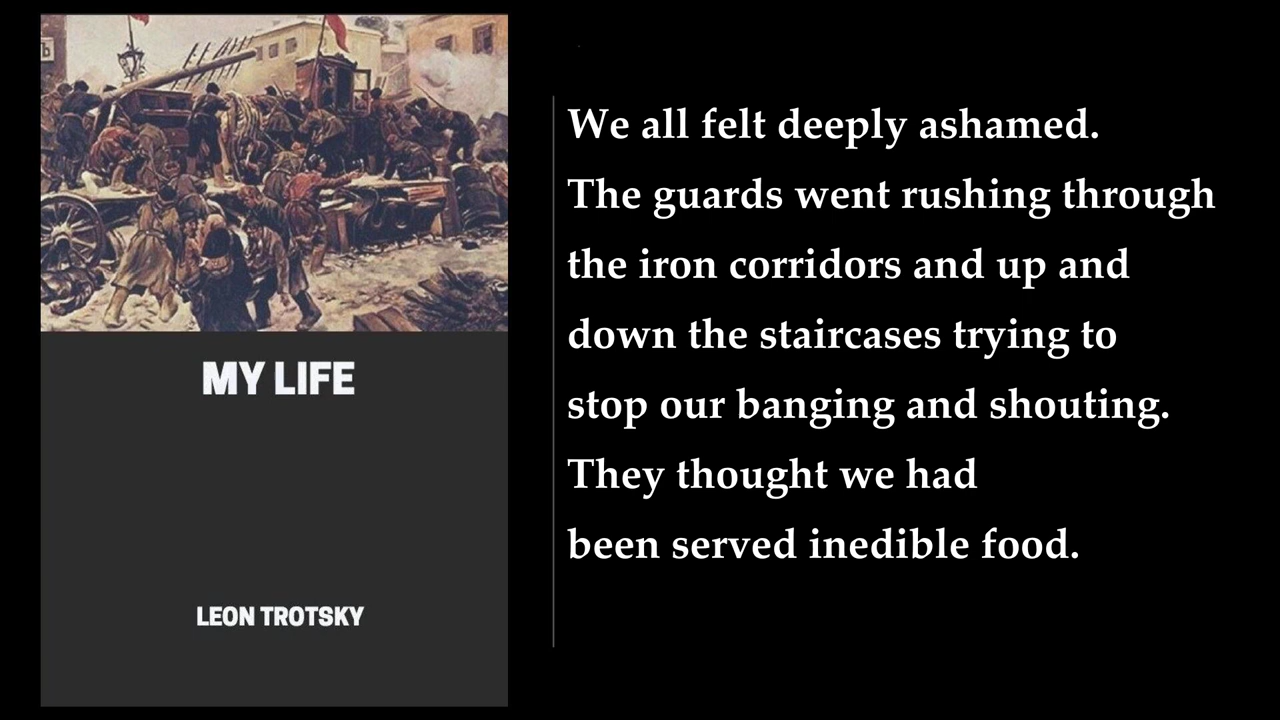 MY LIFE
LEON TROTSKY
We all felt deeply ashamed.
The guards went rushing through
the iron corridors and up and
down the staircases trying to
stop our banging and shouting.
They thought we had
been served inedible food.